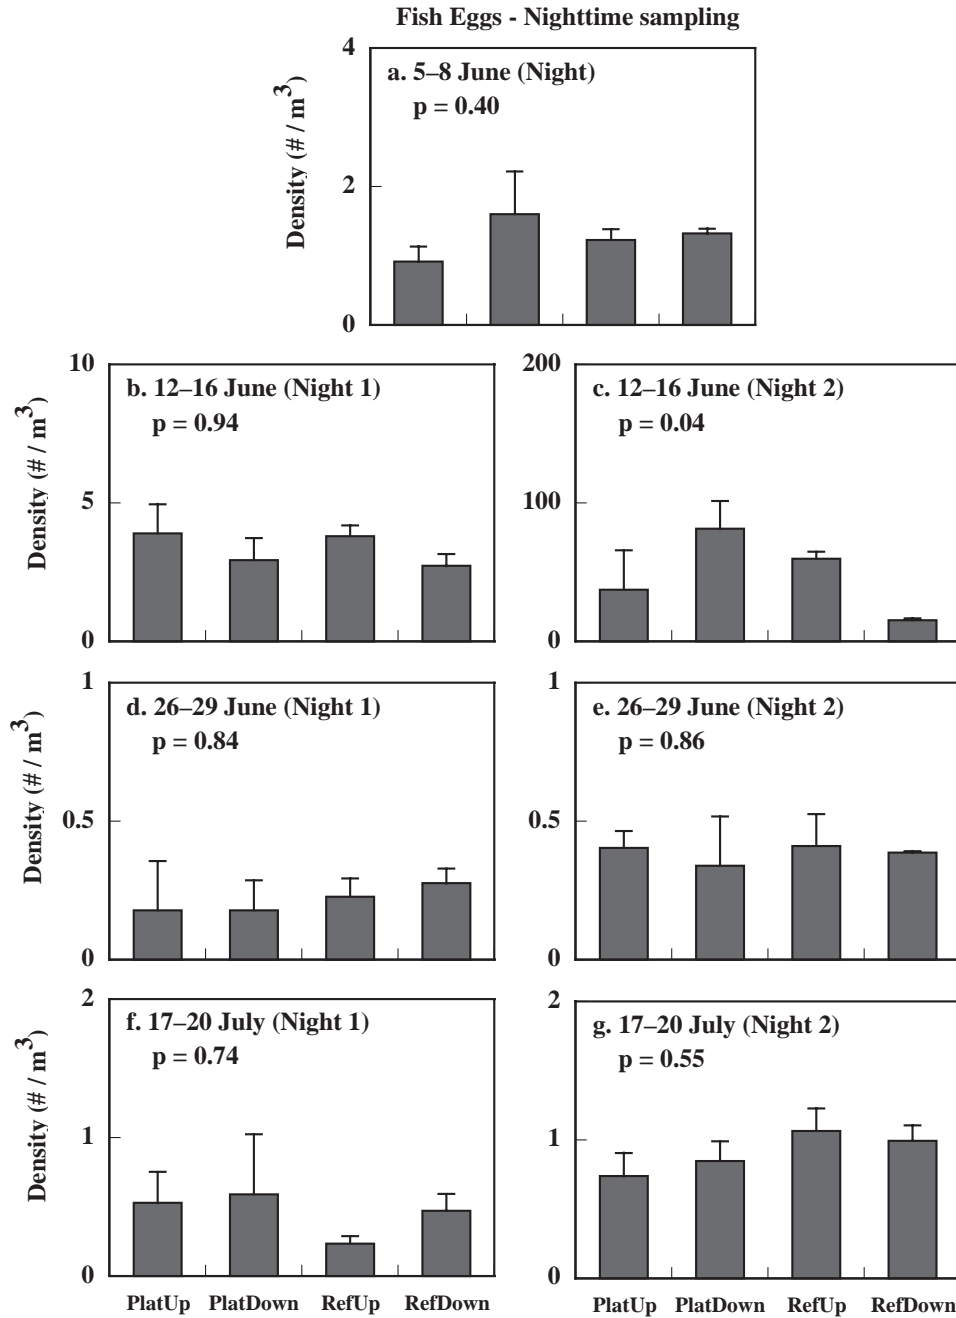 Fish Eggs - Nighttime sampling
4
a. 5–8 June (Night)
p = 0.40
Density (# / m³)
2
0
10
b. 12–16 June (Night 1)
p = 0.94
Density (# / m³)
5
0
200
c. 12–16 June (Night 2)
p = 0.04
100
0
1
d. 26–29 June (Night 1)
p = 0.84
Density (# / m³)
0.5
0
1
e. 26–29 June (Night 2)
p = 0.86
0.5
0
2
f. 17–20 July (Night 1)
p = 0.74
Density (# / m³)
1
0
PlatUp PlatDown RefUp RefDown
2
g. 17–20 July (Night 2)
p = 0.55
1
0
PlatUp PlatDown RefUp RefDown